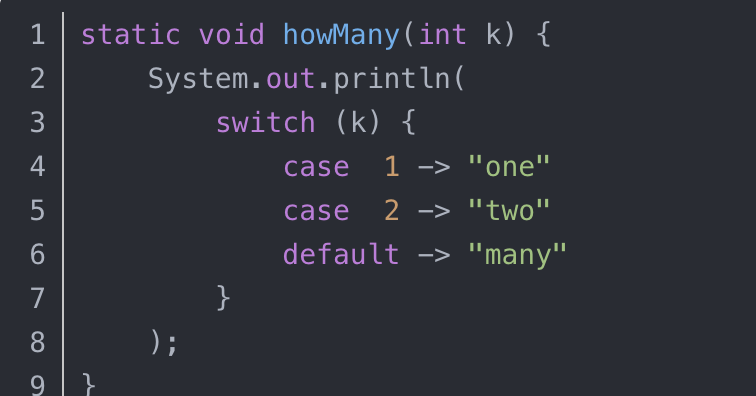 1 static void howMany(int k) {
2     System.out.println(
3         switch (k) {
4             case  1 -> "one"
5             case  2 -> "two"
6             default -> "many"
7         }
8     );
9 }